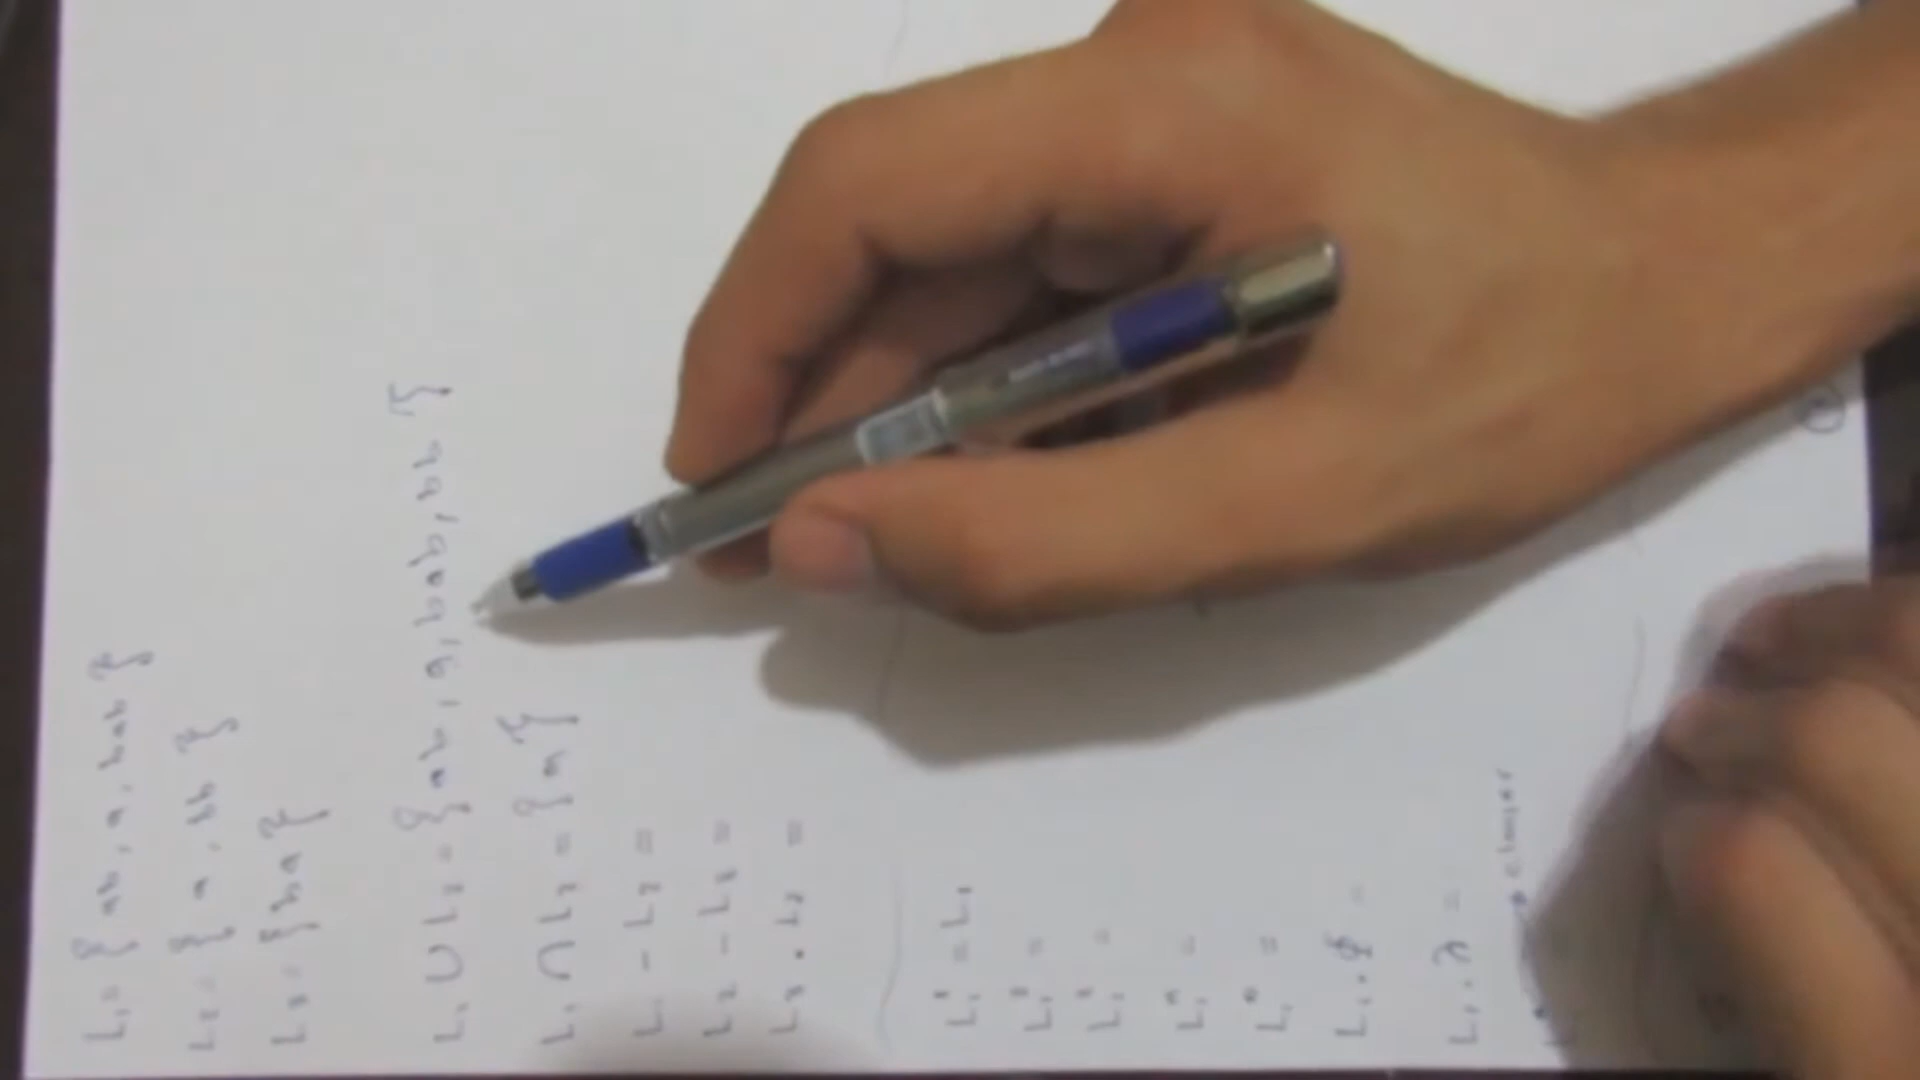 L₁ = { ab, a, bab }
L₂ = { a, bb }
L₃ = { ba }
L₁ ∪ L₂ = { ab, a, bab, bb }
L₁ ∩ L₂ = { a }
L₁ - L₂ =
L₂ - L₃ =
L₃ . L₂ =
L₁¹ = L₁
L₁² =
L₁³ =
L₁ =
L₁ =
L₁ . ϕ =
L₁ . λ =